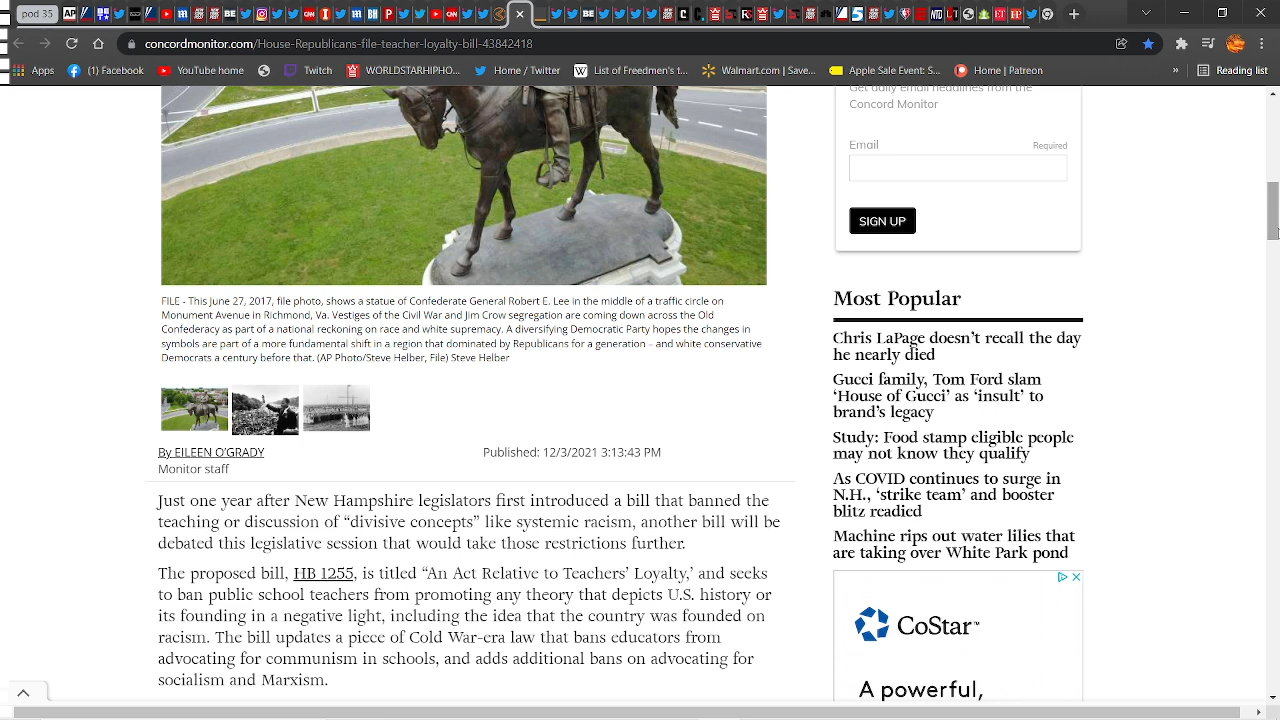 pod 35
concordmonitor.com/House-Republicans-file-teacher-loyalty-bill-43842418
Apps
(1) Facebook
YouTube home
Twitch
WORLDSTARHIPHO...
Home / Twitter
List of Freedom's t...
Walmart.com | Save...
Apple Sale Event: S...
Home | Patreon
»
Reading list
Get daily email headlines from the
Concord Monitor
Email
Required
SIGN UP
FILE - This June 27, 2017, file photo, shows a statue of Confederate General Robert E. Lee in the middle of a traffic circle on
Monument Avenue in Richmond, Va. Vestiges of the Civil War and Jim Crow segregation are coming down across the Old
Confederacy as part of a national reckoning on race and white supremacy. A diversifying Democratic Party hopes the changes in
symbols are part of a more fundamental shift in a region that dominated by Republicans for a generation – and white conservative
Democrats a century before that. (AP Photo/Steve Helber, File) Steve Helber
By EILEEN O'GRADY
Monitor staff
Published: 12/3/2021 3:13:43 PM
Just one year after New Hampshire legislators first introduced a bill that banned the
teaching or discussion of “divisive concepts” like systemic racism, another bill will be
debated this legislative session that would take those restrictions further.
The proposed bill, HB 1255, is titled “An Act Relative to Teachers’ Loyalty,’ and seeks
to ban public school teachers from promoting any theory that depicts U.S. history or
its founding in a negative light, including the idea that the country was founded on
racism. The bill updates a piece of Cold War-era law that bans educators from
advocating for communism in schools, and adds additional bans on advocating for
socialism and Marxism.
Most Popular
Chris LaPage doesn’t recall the day
he nearly died
Gucci family, Tom Ford slam
‘House of Gucci’ as ‘insult’ to
brand’s legacy
Study: Food stamp eligible people
may not know they qualify
As COVID continues to surge in
N.H., ‘strike team’ and booster
blitz readied
Machine rips out water lilies that
are taking over White Park pond
CoStar™
A powerful,